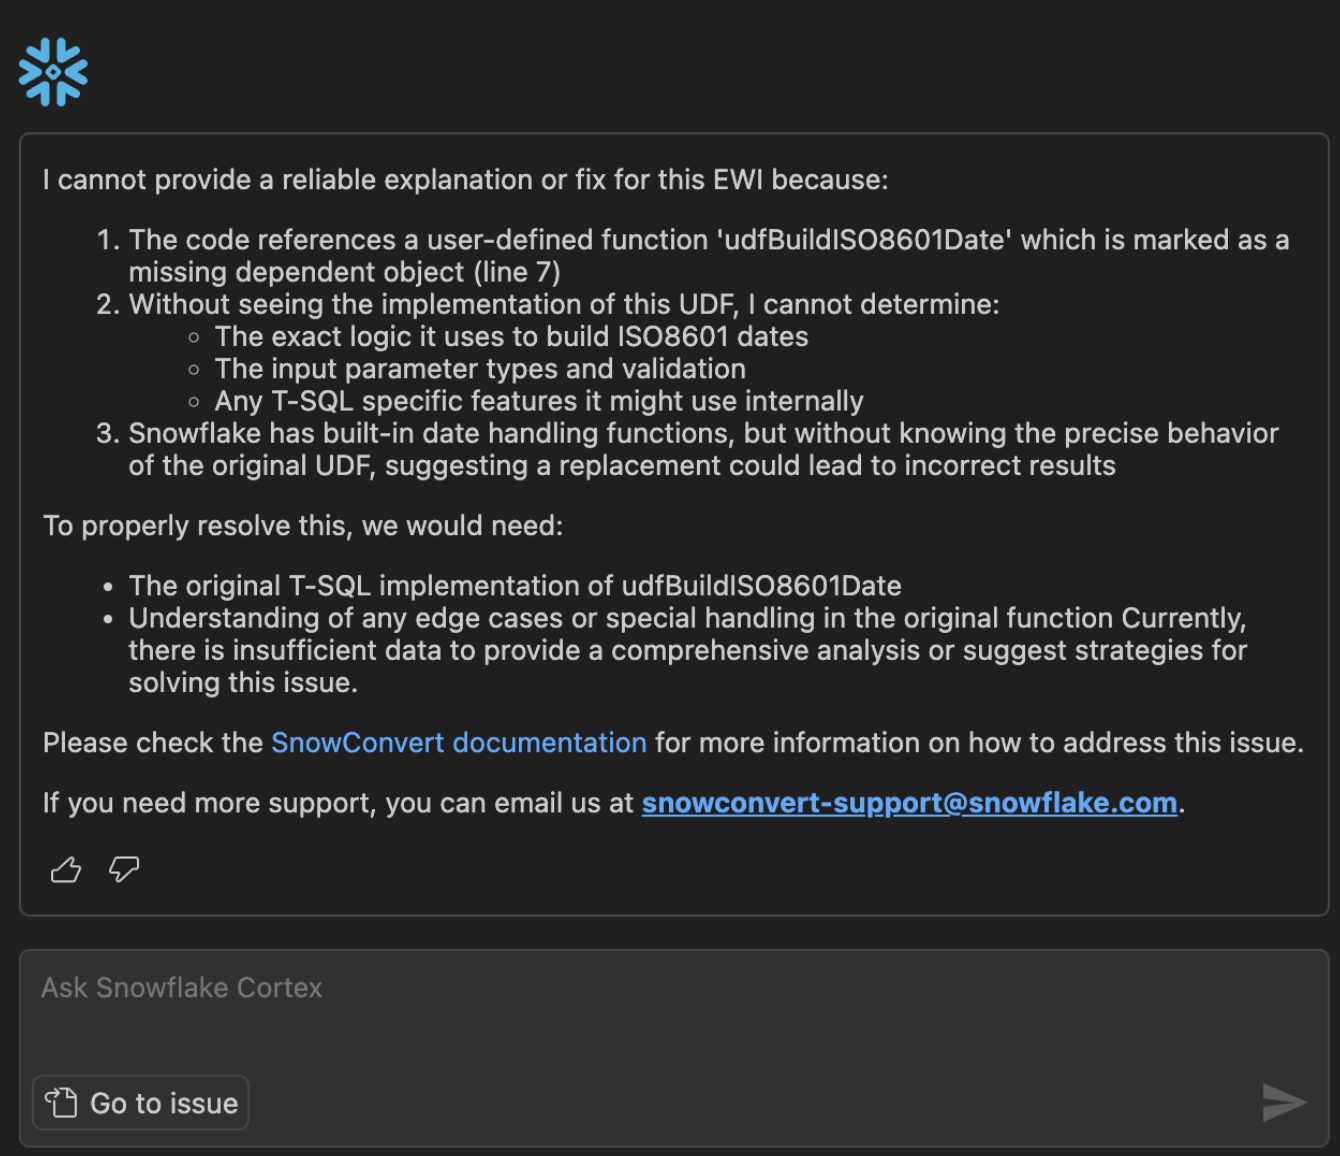 I cannot provide a reliable explanation or fix for this EWI because:
1. The code references a user-defined function 'udfBuildISO8601Date' which is marked as a
missing dependent object (line 7)
2. Without seeing the implementation of this UDF, I cannot determine:
◦ The exact logic it uses to build ISO8601 dates
◦ The input parameter types and validation
◦ Any T-SQL specific features it might use internally
3. Snowflake has built-in date handling functions, but without knowing the precise behavior
of the original UDF, suggesting a replacement could lead to incorrect results
To properly resolve this, we would need:
• The original T-SQL implementation of udfBuildISO8601Date
• Understanding of any edge cases or special handling in the original function Currently,
there is insufficient data to provide a comprehensive analysis or suggest strategies for
solving this issue.
Please check the SnowConvert documentation for more information on how to address this issue.
If you need more support, you can email us at snowconvert-support@snowflake.com.
Ask Snowflake Cortex
Go to issue